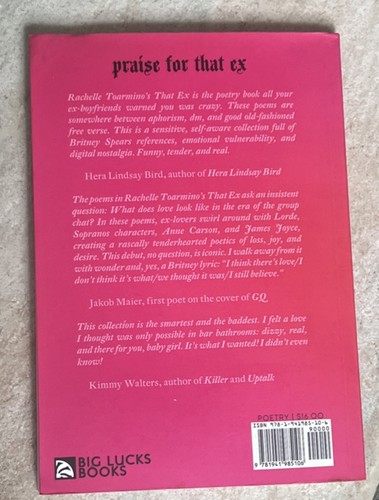 praise for that ex
Rachelle Toarmino's That Ex is the poetry book all your
ex-boyfriends warned you was crazy. These poems are
somewhere between aphorism, dm, and good old-fashioned
free verse. This is a sensitive, self-aware collection full of
Britney Spears references, emotional vulnerability, and
digital nostalgia. Funny, tender, and real.
Hera Lindsay Bird, author of Hera Lindsay Bird
The poems in Rachelle Toarmino's That Ex ask an insistent
question: What does love look like in the era of the group
chat? In these poems, ex-lovers swirl around with Lorde,
Sopranos characters, Anne Carson, and James Joyce,
creating a rascally tenderhearted poetics of loss, joy, and
desire. This debut, no question, is iconic. I walk away from it
with wonder and, yes, a Britney lyric: "I think there's love/I
don't think it's what/we thought it was/I still believe."
Jakob Maier, first poet on the cover of GQ
This collection is the smartest and the baddest. I felt a love
I thought was only possible in bar bathrooms: dizzy, real,
and there for you, baby girl. It's what I wanted! I didn't even
know!
Kimmy Walters, author of Killer and Uptalk
POETRY | $16.00
ISBN 978-1-941985-10-6
90000
9 781941 985106
BIG LUCKS
BOOKS